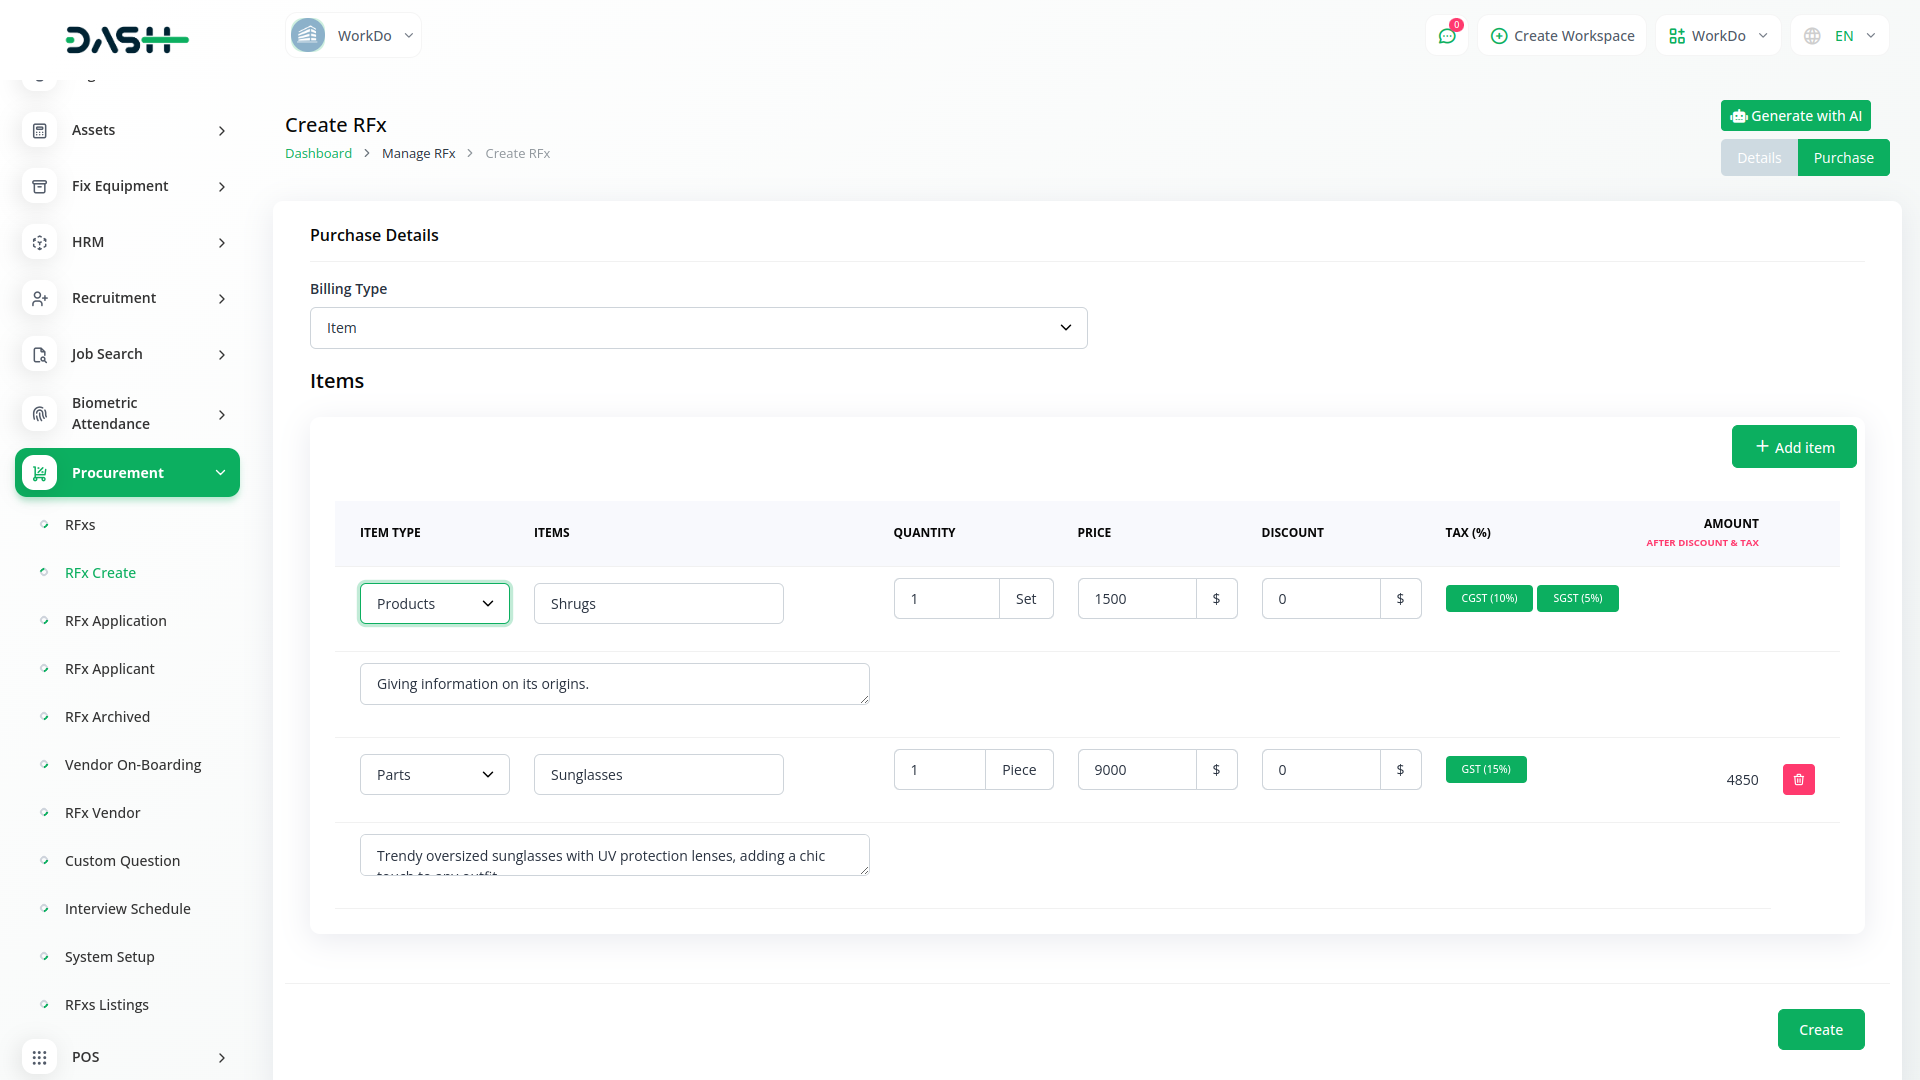 DASH
WorkDo
0
Create Workspace
WorkDo
EN
Assets
Fix Equipment
HRM
Recruitment
Job Search
Biometric
Attendance
Procurement
RFxs
RFx Create
RFx Application
RFx Applicant
RFx Archived
Vendor On-Boarding
RFx Vendor
Custom Question
Interview Schedule
System Setup
RFxs Listings
POS
Create RFx
Dashboard > Manage RFx > Create RFx
Generate with AI
Details Purchase
Purchase Details
Billing Type
Item
Items
+ Add item
ITEM TYPE ITEMS QUANTITY PRICE DISCOUNT TAX (%) AMOUNT
AFTER DISCOUNT & TAX
Products Shrugs 1 Set 1500 $ 0 $ CGST (10%) SGST (5%)
Giving information on its origins.
Parts Sunglasses 1 Piece 9000 $ 0 $ GST (15%) 4850
Trendy oversized sunglasses with UV protection lenses, adding a chic
touch to any outfit
Create